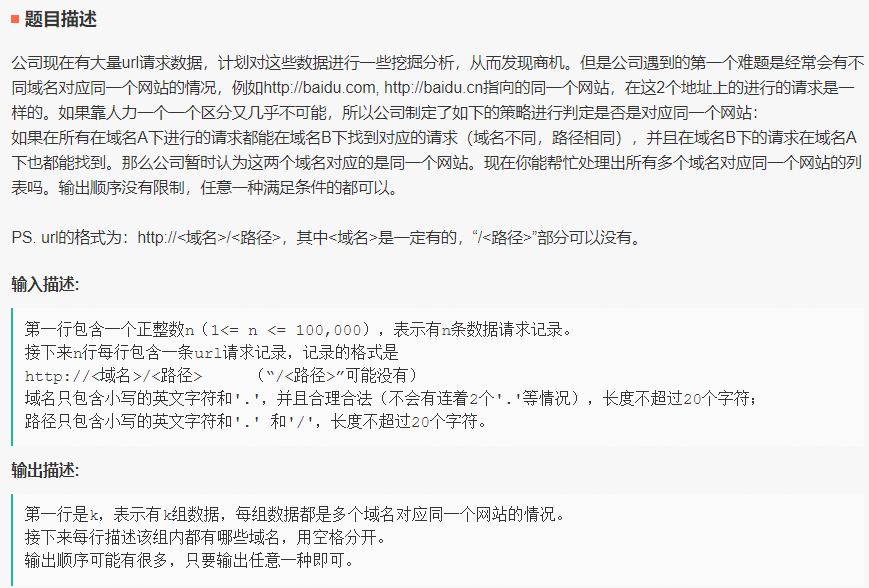 题目描述
公司现在有大量url请求数据，计划对这些数据进行一些挖掘分析，从而发现商机。但是公司遇到的第一个难题是经常会有不
同域名对应同一个网站的情况，例如http://baidu.com, http://baidu.cn指向的同一个网站，在这2个地址上的进行的请求是一
样的。如果靠人力一个一个区分又几乎不可能，所以公司制定了如下的策略进行判定是否是对应同一个网站：
如果在所有在域名A下进行的请求都能在域名B下找到对应的请求（域名不同，路径相同），并且在域名B下的请求在域名A
下也都能找到。那么公司暂时认为这两个域名对应的是同一个网站。现在你能帮忙处理出所有多个域名对应同一个网站的列
表吗。输出顺序没有限制，任意一种满足条件的都可以。
PS. url的格式为：http://<域名>/<路径>，其中<域名>是一定有的，“/<路径>”部分可以没有。
输入描述:
第一行包含一个正整数n（1<= n <= 100,000），表示有n条数据请求记录。
接下来n行每行包含一条url请求记录，记录的格式是
http://<域名>/<路径> （“/<路径>”可能没有）
域名只包含小写的英文字符和'.'，并且合理合法（不会有连着2个'.'等情况），长度不超过20个字符；
路径只包含小写的英文字符和'.' 和'/'，长度不超过20个字符。
输出描述:
第一行是k，表示有k组数据，每组数据都是多个域名对应同一个网站的情况。
接下来每行描述该组内都有哪些域名，用空格分开。
输出顺序可能有很多，只要输出任意一种即可。